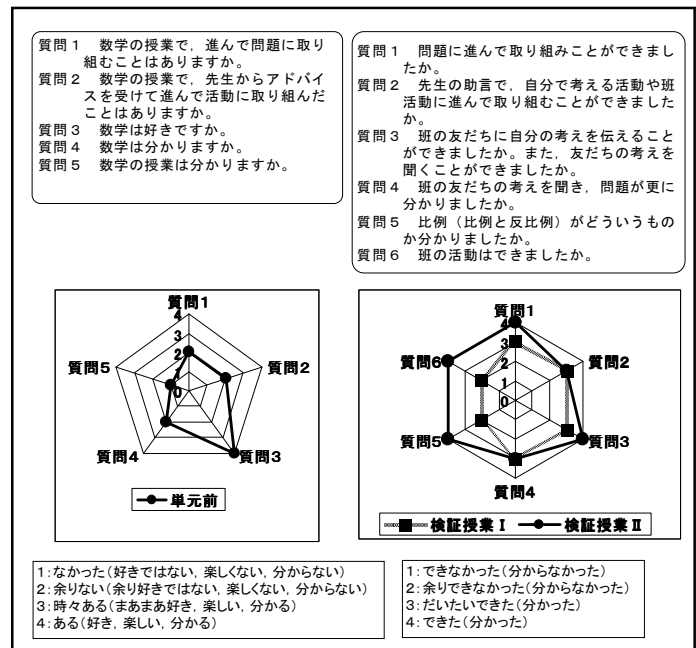 質問1　数学の授業で，進んで問題に取り
組むことはありますか。
質問2　数学の授業で，先生からアドバイ
スを受けて進んで活動に取り組んだ
ことはありますか。
質問3　数学は好きですか。
質問4　数学は分かりますか。
質問5　数学の授業は分かりますか。
質問1　問題に進んで取り組みことができまし
たか。
質問2　先生の助言で，自分で考える活動や班
活動に進んで取り組むことができました
か。
質問3　班の友だちに自分の考えを伝えること
ができましたか。また，友だちの考えを
聞くことができましたか。
質問4　班の友だちの考えを聞き，問題が更に
分かりましたか。
質問5　比例（比例と反比例）がどういうもの
か分かりましたか。
質問6　班の活動はできましたか。
質問1
4
3
2
1
0
質問2
質問3
質問4
質問5
単元前
質問1
4
3
2
1
0
質問2
質問3
質問4
質問5
質問6
検証授業Ⅰ　検証授業Ⅱ
1：なかった（好きではない，楽しくない，分からない）
2：余りない（余り好きではない，楽しくない，分からない）
3：時々ある（まあまあ好き，楽しい，分かる）
4：ある（好き，楽しい，分かる）
1：できなかった（分からなかった）
2：余りできなかった（分からなかった）
3：だいたいできた（分かった）
4：できた（分かった）